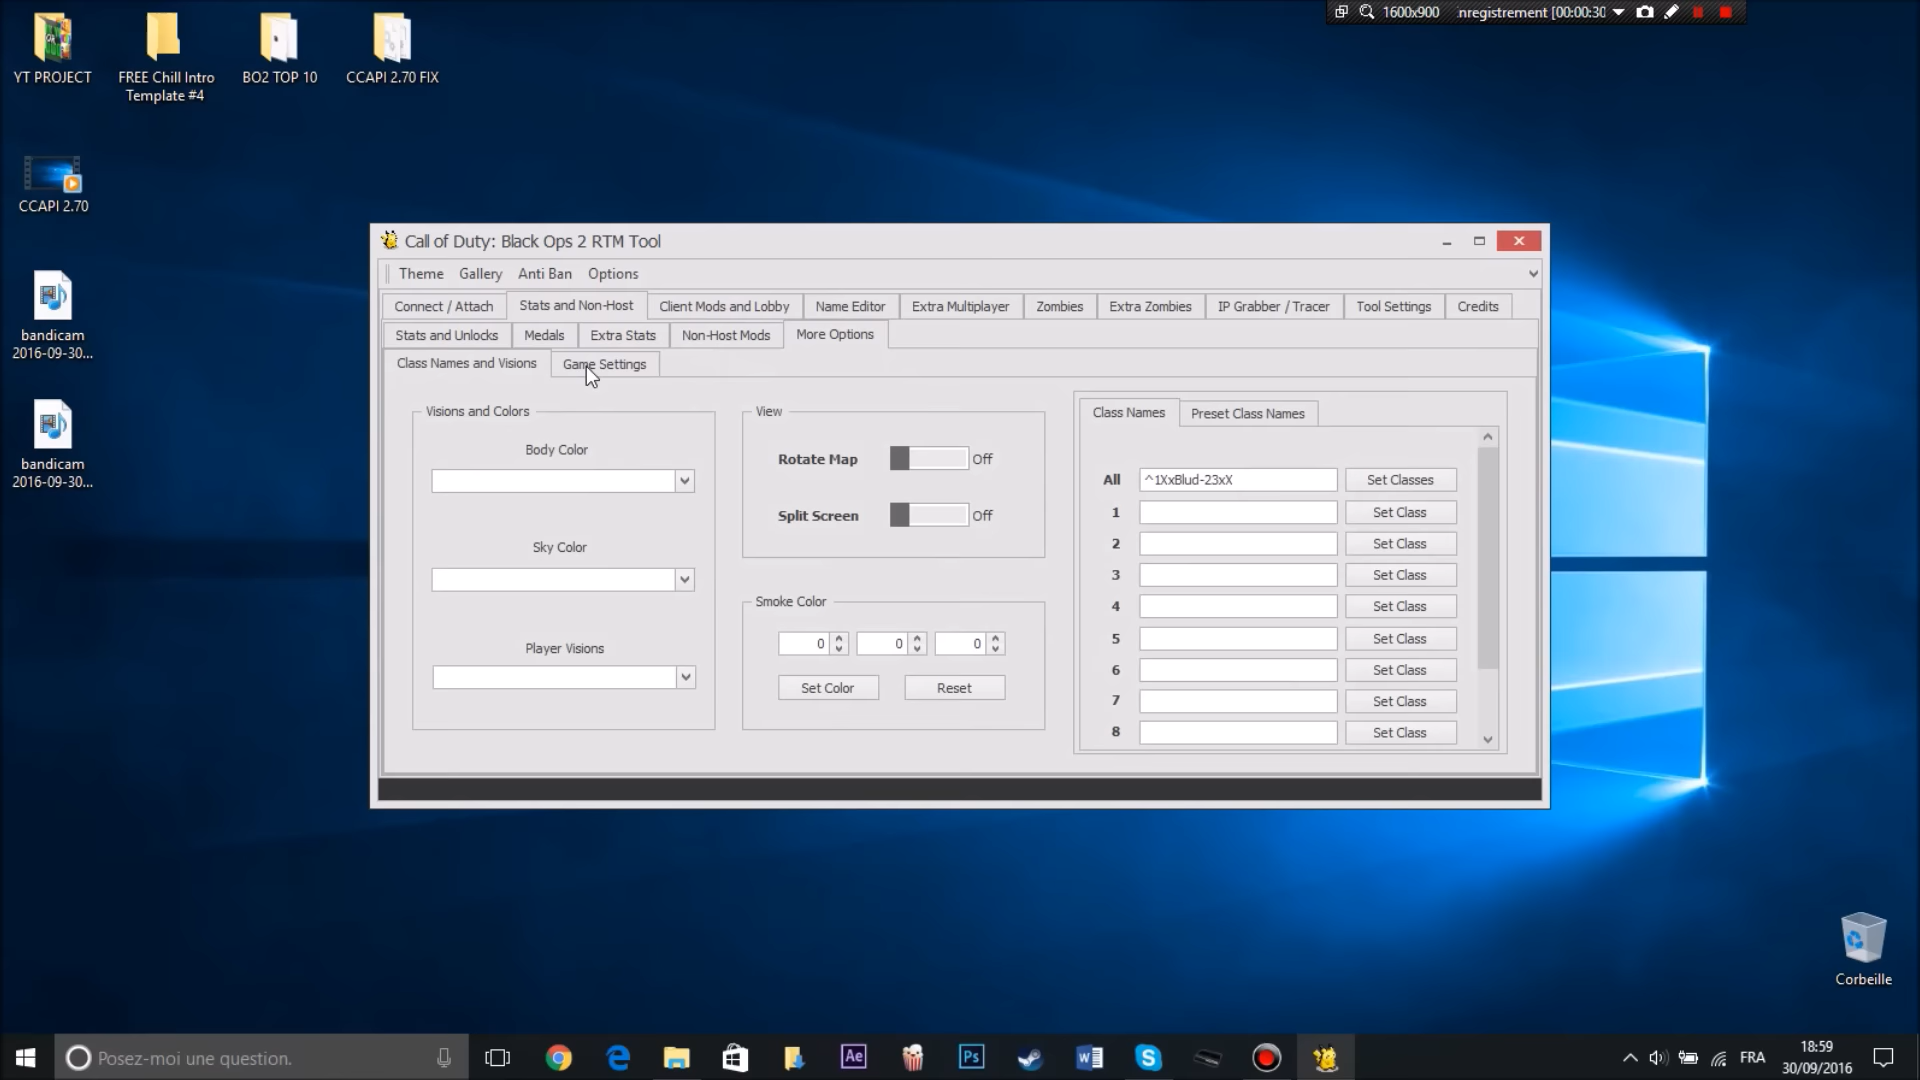 1600x900 nregistrement [00:00:30
YT PROJECT
FREE Chill Intro
Template #4
BO2 TOP 10
CCAPI 2.70 FIX
CCAPI 2.70
bandicam
2016-09-30...
bandicam
2016-09-30...
Call of Duty: Black Ops 2 RTM Tool
Theme Gallery Anti Ban Options
Connect / Attach Stats and Non-Host Client Mods and Lobby Name Editor Extra Multiplayer Zombies Extra Zombies IP Grabber / Tracer Tool Settings Credits
Stats and Unlocks Medals Extra Stats Non-Host Mods More Options
Class Names and Visions Game Settings
Visions and Colors
Body Color
Sky Color
Player Visions
View
Rotate Map Off
Split Screen Off
Smoke Color
0 0 0
Set Color Reset
Class Names Preset Class Names
All ^1XxBlud-23xX Set Classes
1 Set Class
2 Set Class
3 Set Class
4 Set Class
5 Set Class
6 Set Class
7 Set Class
8 Set Class
Corbeille
Posez-moi une question.
Ae
Ps
FRA
18:59
30/09/2016